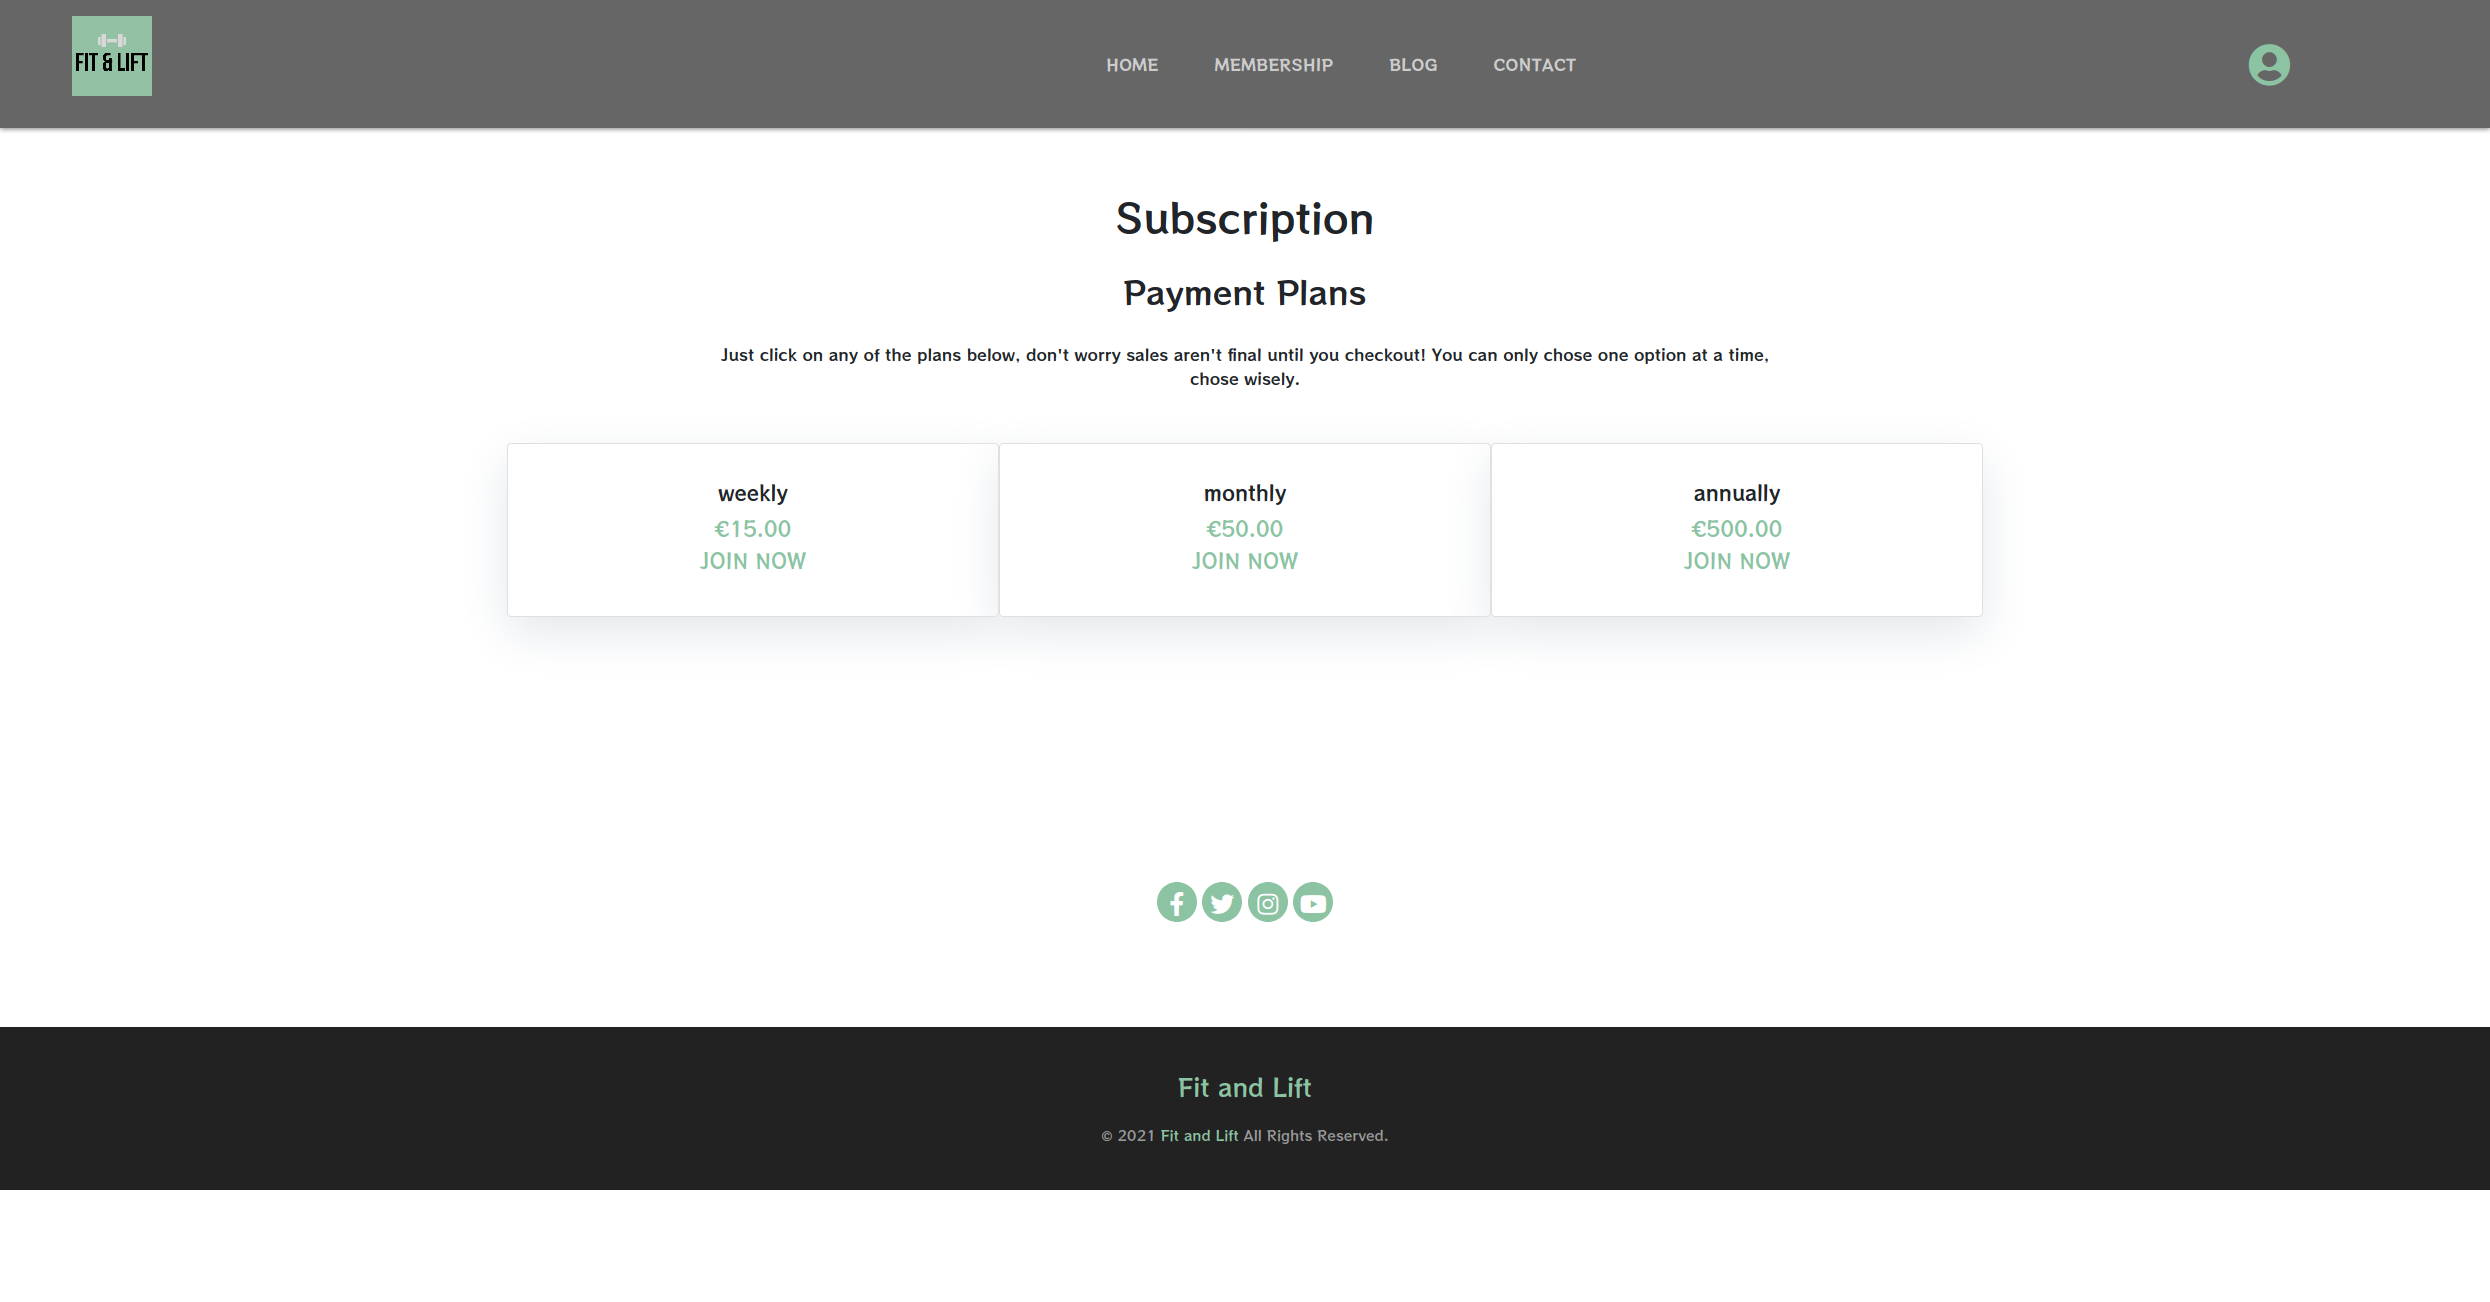 FIT & LIFT
HOME MEMBERSHIP BLOG CONTACT
Subscription
Payment Plans
Just click on any of the plans below, don't worry sales aren't final until you checkout! You can only chose one option at a time,
chose wisely.
weekly
€15.00
JOIN NOW
monthly
€50.00
JOIN NOW
annually
€500.00
JOIN NOW
Fit and Lift
© 2021 Fit and Lift All Rights Reserved.